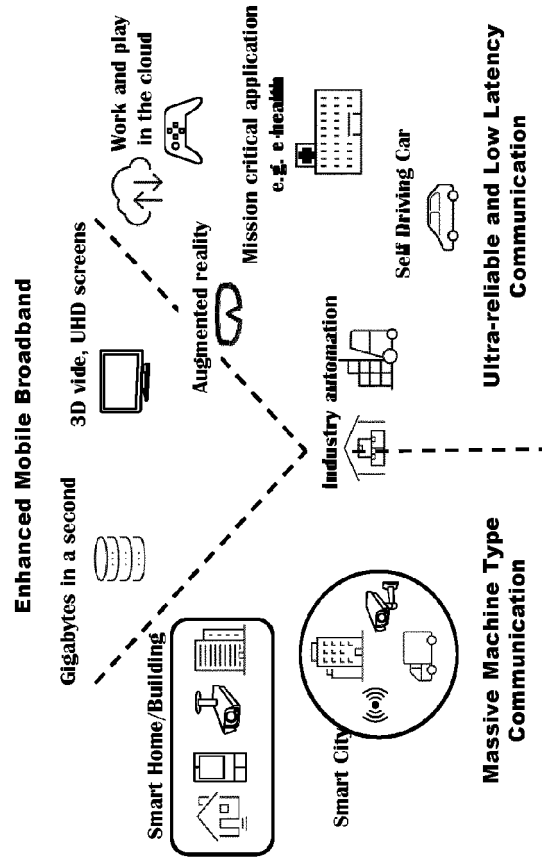 Enhanced Mobile Broadband
Gigabytes in a second
3D vide, UHD screens
Work and play
in the cloud
Smart Home/Building
Augmented reality
Mission critical application
e.g. e-health
Smart City
Industry automation
Self Driving Car
Massive Machine Type
Communication
Ultra-reliable and Low Latency
Communication